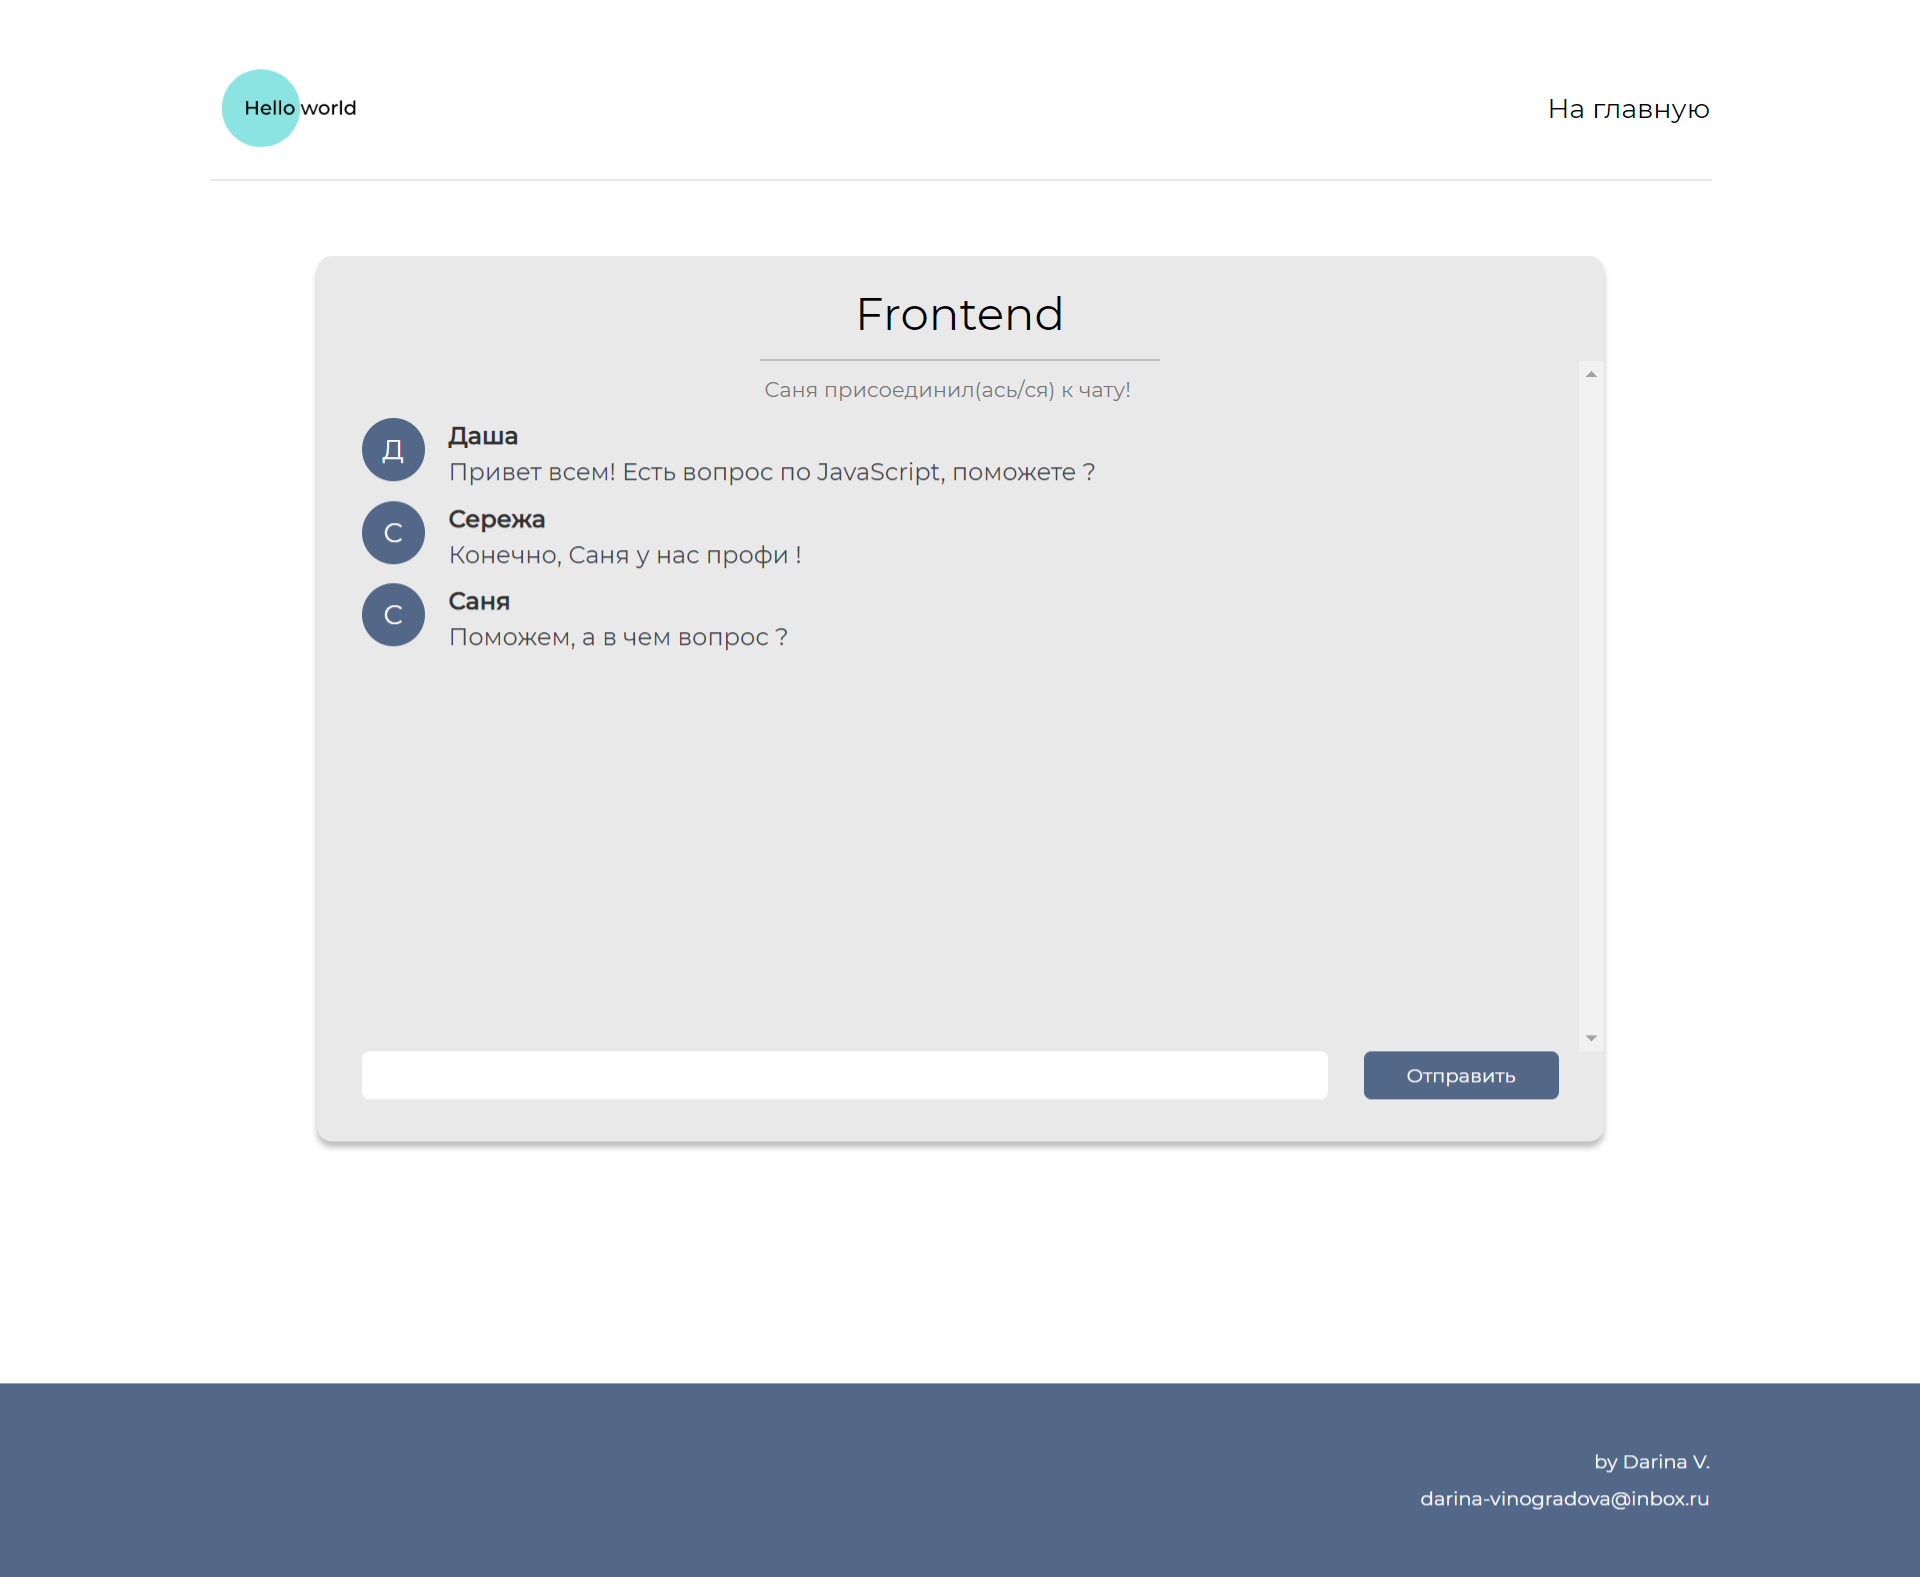 Hello world
На главную
Frontend
Саня присоединил(ась/ся) к чату!
Д
Даша
Привет всем! Есть вопрос по JavaScript, поможете ?
С
Сережа
Конечно, Саня у нас профи !
С
Саня
Поможем, а в чем вопрос ?
Отправить
by Darina V.
darina-vinogradova@inbox.ru